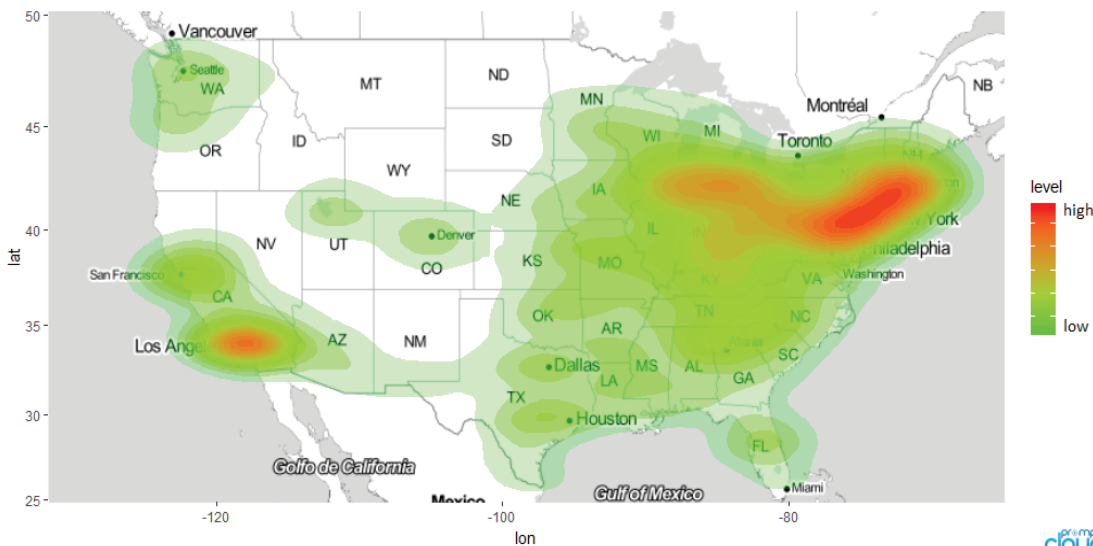 50
Vancouver
Seattle
WA
MT
ND
MN
Montréal
NB
45
OR
ID
SD
WI
MI
Toronto
WY
IA
NE
level
high
low
40
NV
UT
Denver
CO
IL
York
Philadelphia
San Francisco
KS
MO
KY
VA
Washington
CA
35
OK
TN
NC
Los Angel
AZ
NM
AR
Atlanta
SC
Dallas
MS
AL
GA
LA
TX
30
Houston
FL
Golfo de California
Gulf of Mexico
Miami
25
Mexico
-120
-100
-80
lat
lon